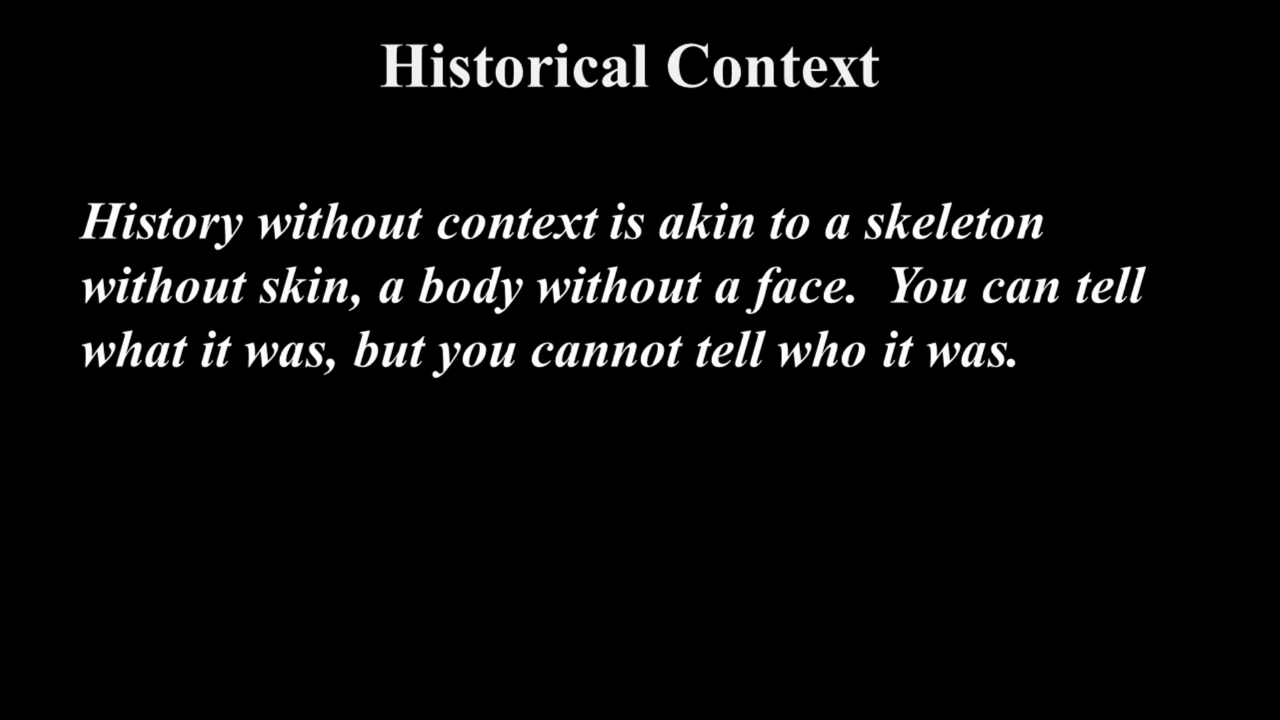 Historical Context
History without context is akin to a skeleton
without skin, a body without a face.  You can tell
what it was, but you cannot tell who it was.